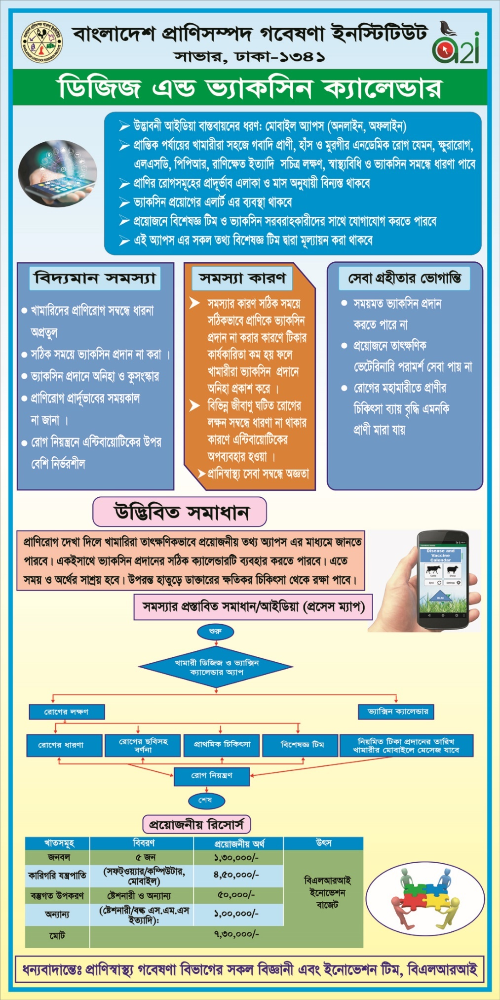 বাংলাদেশ প্রাণিসম্পদ গবেষণা ইনস্টিটিউট
সাভার, ঢাকা-১৩৪১
a2i
ডিজিজ এন্ড ভ্যাকসিন ক্যালেন্ডার
➢ উদ্ভাবনী আইডিয়া বাস্তবায়নের ধরণ: মোবাইল অ্যাপস (অনলাইন, অফলাইন)
➢ প্রান্তিক পর্যায়ের খামারীরা সহজে গবাদি প্রাণী, হাঁস ও মুরগীর এনডেমিক রোগ যেমন, ক্ষুরারোগ,
এলএসডি, পিপিআর, রাণিক্ষেত ইত্যাদি সচিত্র লক্ষণ, স্বাস্থ্যবিধি ও ভ্যাকসিন সমন্ধে ধারণা পাবে
➢ প্রাণির রোগসমূহের প্রাদূর্ভাব এলাকা ও মাস অনুযায়ী বিন্যস্ত থাকবে
➢ ভ্যাকসিন প্রয়োগের এলার্ট এর ব্যবস্থা থাকবে
➢ প্রয়োজনে বিশেষজ্ঞ টিম ও ভ্যাকসিন সরবরাহকারীদের সাথে যোগাযোগ করতে পারবে
➢ এই অ্যাপস এর সকল তথ্য বিশেষজ্ঞ টিম দ্বারা মূল্যায়ন করা থাকবে
বিদ্যমান সমস্যা
● খামারিদের প্রাণিরোগ সম্বন্ধে ধারনা
অপ্রতুল
● সঠিক সময়ে ভ্যাকসিন প্রদান না করা ।
● ভ্যাকসিন প্রদানে অনিহা ও কুসংস্কার
● প্রাণিরোগ প্রার্দূভাবের সময়কাল
না জানা ।
● রোগ নিয়ন্ত্রনে এন্টিবায়োটিকের উপর
বেশি নির্ভরশীল
সমস্যা কারণ
➢ সমস্যার কারণ সঠিক সময়ে
সঠিকভাবে প্রাণিকে ভ্যাকসিন
প্রদান না করার কারণে টিকার
কার্যকারিতা কম হয় ফলে
খামারীরা ভ্যাকসিন প্রদানে
অনিহা প্রকাশ করে ।
➢ বিভিন্ন জীবাণু ঘটিত রোগের
লক্ষন সম্বন্ধে ধারণা না থাকার
কারণে এন্টিবায়োটিকের
অপব্যবহার হওয়া ।
➢ প্রানিস্বাস্থ্য সেবা সম্বন্ধে অজ্ঞতা
সেবা গ্রহীতার ভোগান্তি
● সময়মত ভ্যাকসিন প্রদান
করতে পারে না
● প্রয়োজনে তাৎক্ষণিক
ভেটেরিনারি পরামর্শ সেবা পায় না
● রোগের মহামারীতে প্রাণীর
চিকিৎসা ব্যায় বৃদ্ধি এমনকি
প্রাণী মারা যায়
উদ্ভিবিত সমাধান
প্রাণিরোগ দেখা দিলে খামারিরা তাৎক্ষণিকভাবে প্রয়োজনীয় তথ্য অ্যাপস এর মাধ্যমে জানতে
পারবে। একইসাথে ভ্যাকসিন প্রদানের সঠিক ক্যালেন্ডারটি ব্যবহার করতে পারবে। এতে
সময় ও অর্থের সাশ্রয় হবে। উপরন্ত হাতুড়ে ডাক্তারের ক্ষতিকর চিকিৎসা থেকে রক্ষা পাবে।
Disease and
Vaccine
Calendar
Cattle Sheep
Sync Settings
BLRI
সমস্যার প্রস্তাবিত সমাধান/আইডিয়া (প্রসেস ম্যাপ)
শুরু
খামারী ডিজিজ ও ভ্যাক্সিন
ক্যালেন্ডার অ্যাপ
রোগের লক্ষণ
ভ্যাক্সিন ক্যালেন্ডার
রোগের ধারণা
রোগের ছবিসহ
বর্ণনা
প্রাথমিক চিকিৎসা
বিশেষজ্ঞ টিম
নিয়মিত টিকা প্রদানের তারিখ
খামারীর মোবাইলে মেসেজ যাবে
রোগ নিয়ন্ত্রণ
শেষ
প্রয়োজনীয় রিসোর্স
খাতসমূহ বিবরণ প্রয়োজনীয় অর্থ উৎস
জনবল ৫ জন ১,৩০,০০০/-
কারিগরি যন্ত্রপাতি (সফট্ওয়্যার/কম্পিউটার,
মোবাইল) ৪,৫০,০০০/-
বস্তুগত উপকরণ ষ্টেশনারী ও অন্যান্য ৫০,০০০/-
অন্যান্য (ষ্টেশনারী/বল্ক এস.এম.এস
ইত্যাদি): ১,০০,০০০/-
মোট ৭,৩০,০০০/-
বিএলআরআই
ইনোভেশন
বাজেট
ধন্যবাদান্তেঃ প্রাণিস্বাস্থ্য গবেষণা বিভাগের সকল বিজ্ঞানী এবং ইনোভেশন টিম, বিএলআরআই